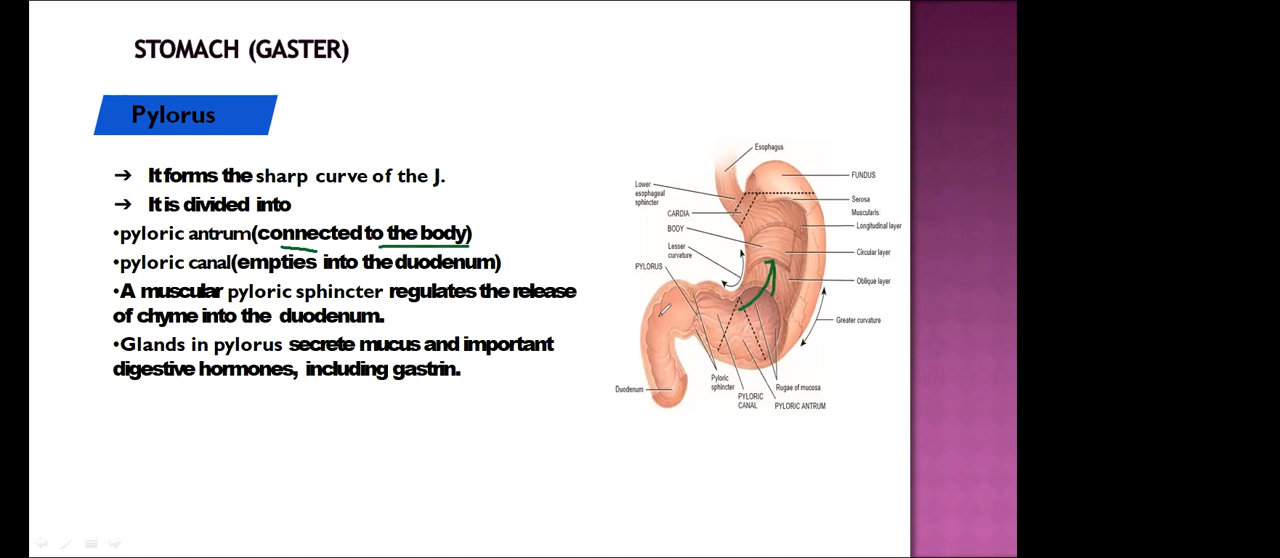 STOMACH (GASTER)
Pylorus
➔ It forms the sharp curve of the J.
➔ It is divided into
•pyloric antrum(connected to the body)
•pyloric canal(empties into the duodenum)
•A muscular pyloric sphincter regulates the release
of chyme into the duodenum.
•Glands in pylorus secrete mucus and important
digestive hormones, including gastrin.
Esophagus
FUNDUS
Lower
esophageal
sphincter
Serosa
CARDIA
Muscularis
BODY
Longitudinal layer
Lesser
curvature
Circular layer
PYLORUS
Oblique layer
Greater curvature
Duodenum
Pyloric
sphincter
Rugae of mucosa
PYLORIC
CANAL
PYLORIC ANTRUM